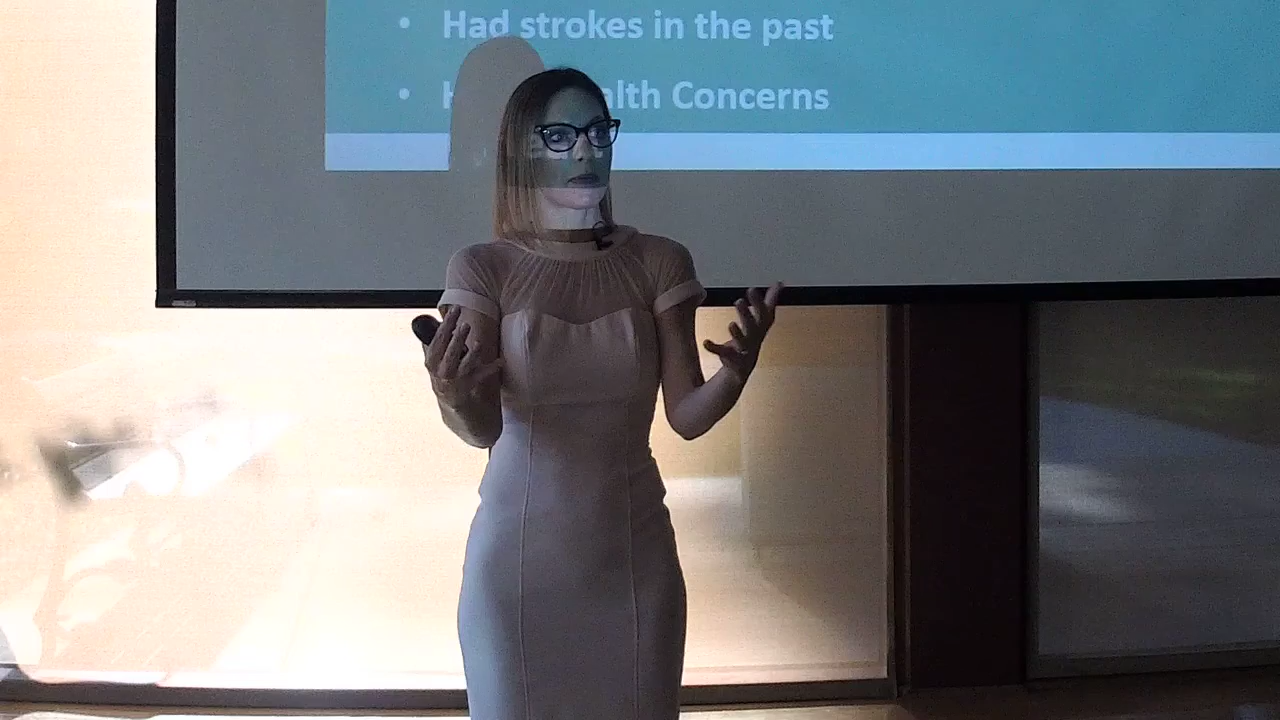 • Had strokes in the past
• alth Concerns